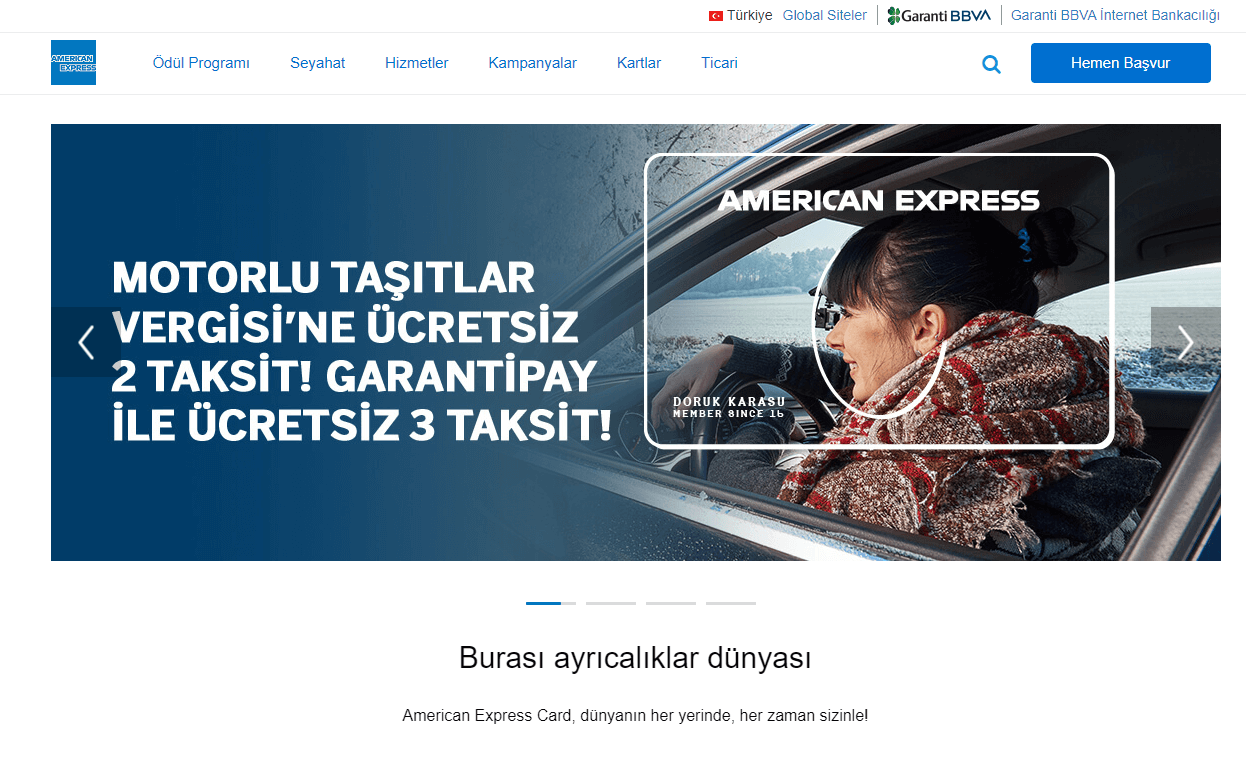 Türkiye Global Siteler Garanti BBVA Garanti BBVA İnternet Bankacılığı
AMERICAN
EXPRESS
Ödül Programı Seyahat Hizmetler Kampanyalar Kartlar Ticari Hemen Başvur
AMERICAN EXPRESS
MOTORLU TAŞITLAR
VERGİSİ'NE ÜCRETSİZ
2 TAKSİT! GARANTİPAY
İLE ÜCRETSİZ 3 TAKSİT!
DORUK KARASU
MEMBER SINCE 15
Burası ayrıcalıklar dünyası
American Express Card, dünyanın her yerinde, her zaman sizinle!